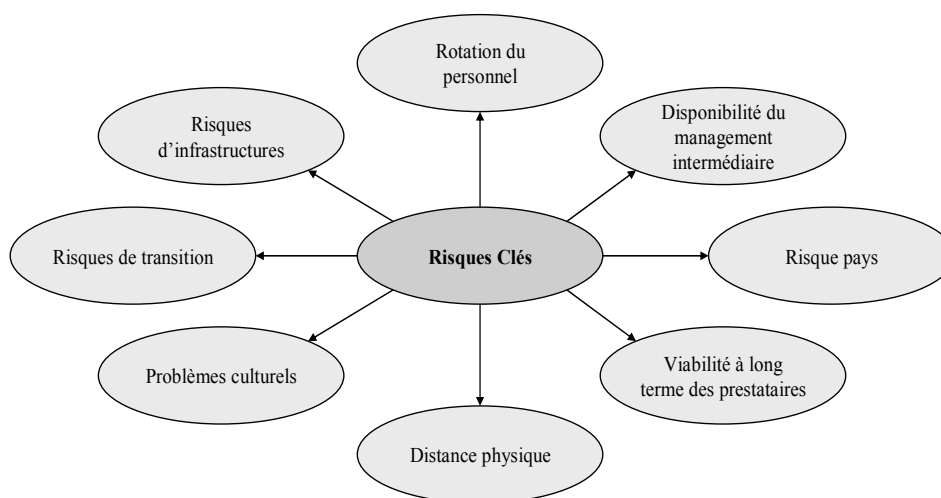 Rotation du
personnel
Risques
d’infrastructures
Disponibilité du
management
intermédiaire
Risques de transition
Risques Clés
Risque pays
Problèmes culturels
Viabilité à long
terme des prestataires
Distance physique